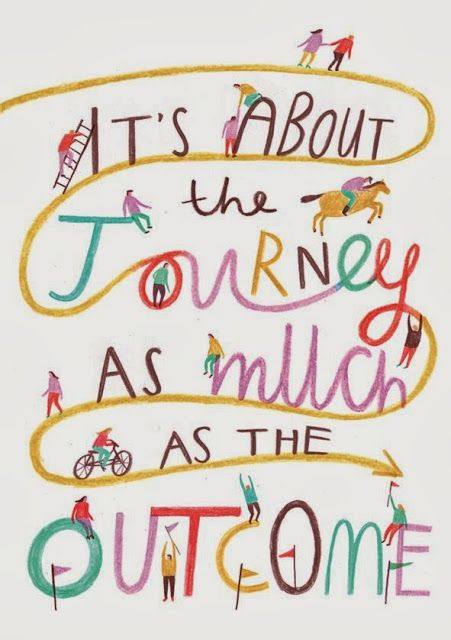 IT'S ABOUT
the
JOURNEY
AS much
AS THE
OUTCOME